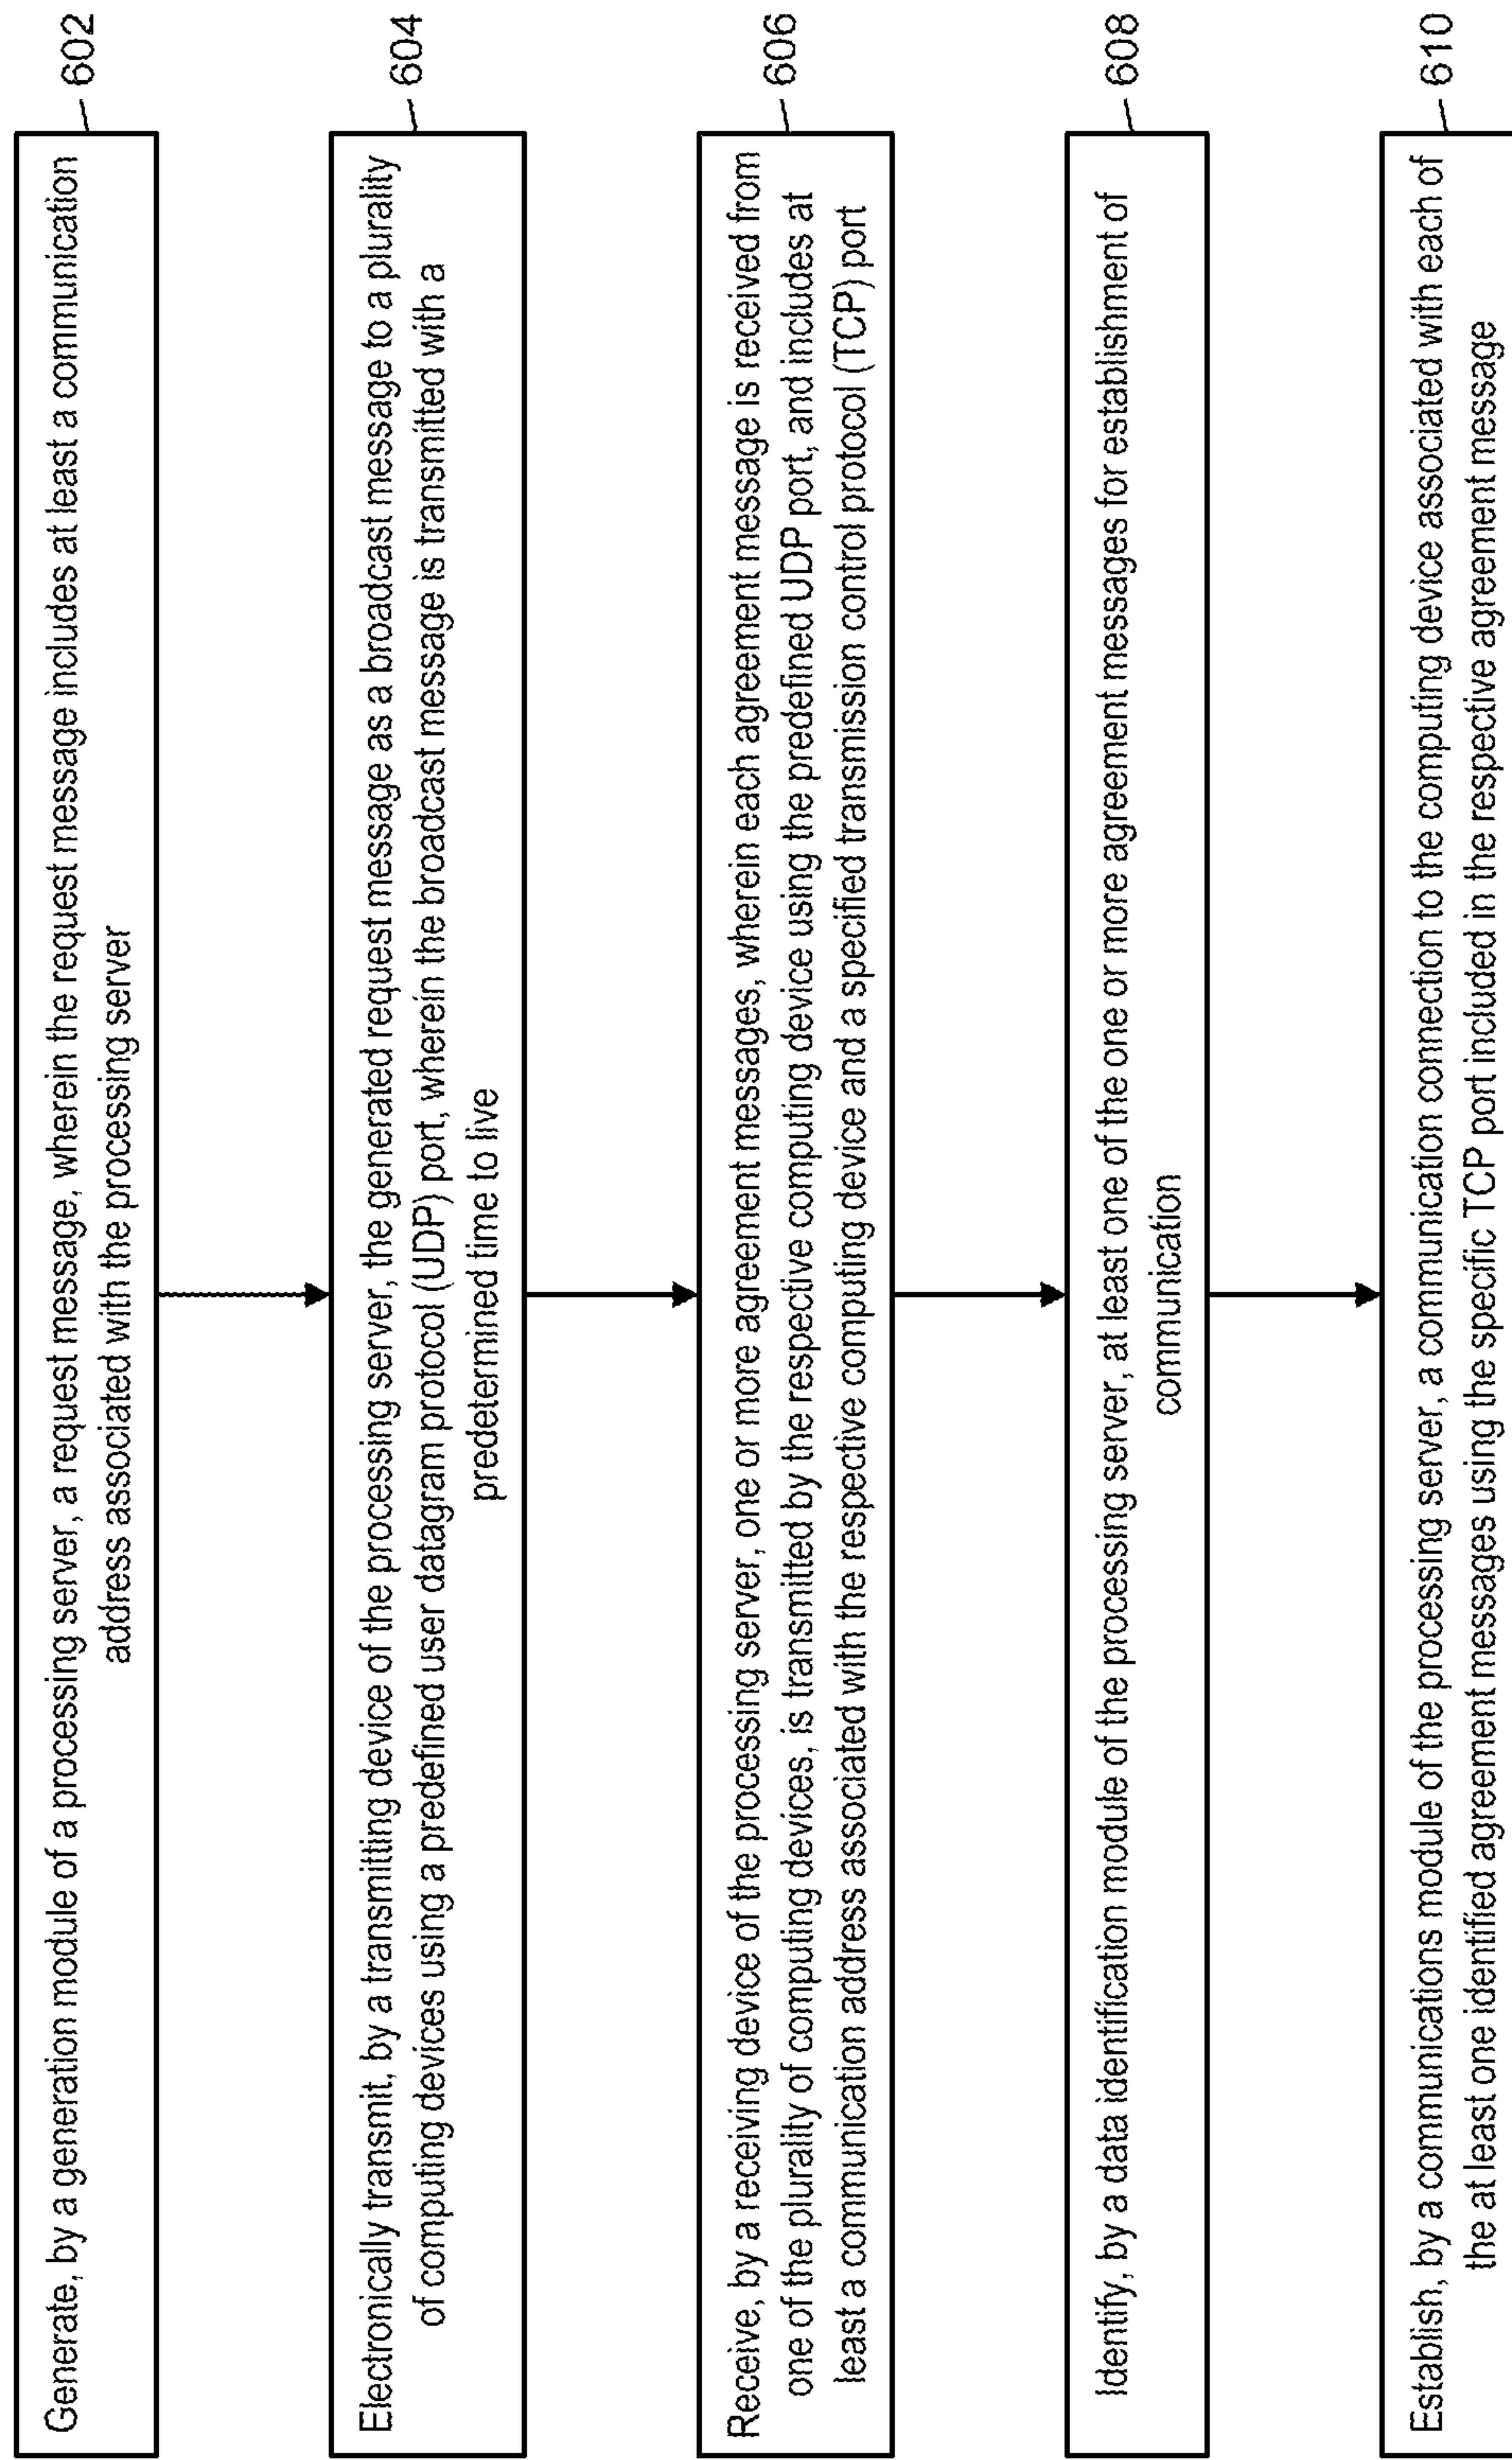 Generate, by a generation module of a processing server, a request message, wherein the request message includes at least a communication
address associated with the processing server
602
Electronically transmit, by a transmitting device of the processing server, the generated request message as a broadcast message to a plurality
of computing devices using a predefined user datagram protocol (UDP) port, wherein the broadcast message is transmitted with a
predetermined time to live
604
Receive, by a receiving device of the processing server, one or more agreement messages, wherein each agreement message is received from
one of the plurality of computing devices, is transmitted by the respective computing device using the predefined UDP port, and includes at
least a communication address associated with the respective computing device and a specified transmission control protocol (TCP) port
606
Identify, by a data identification module of the processing server, at least one of the one or more agreement messages for establishment of
communication
608
Establish, by a communications module of the processing server, a communication connection to the computing device associated with each of
the at least one identified agreement messages using the specific TCP port included in the respective agreement message
610